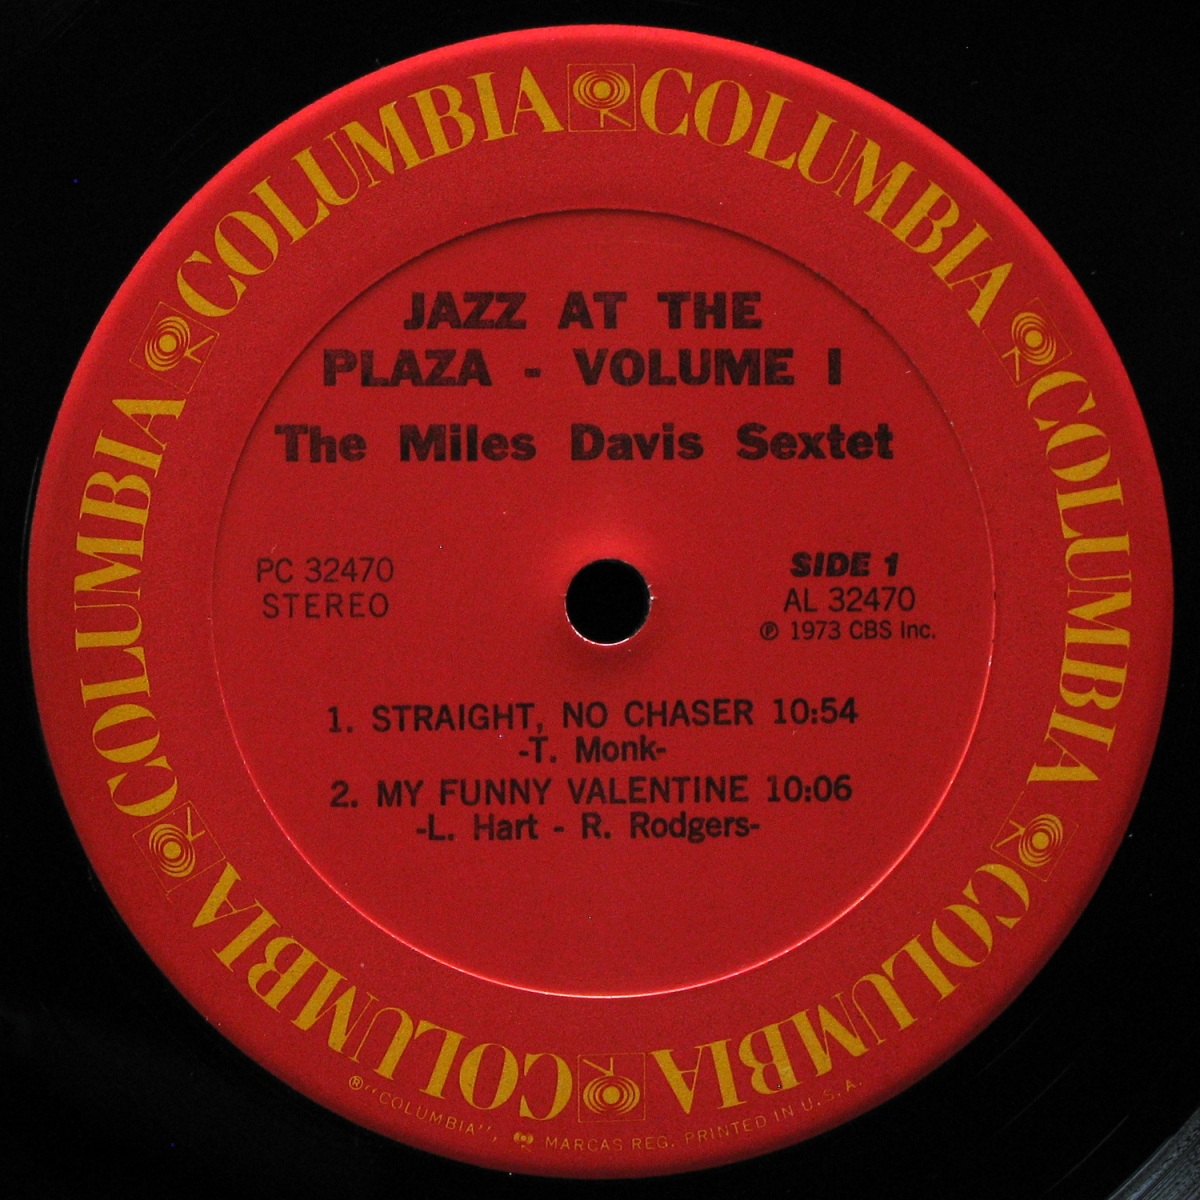 COLUMBIA COLUMBIA COLUMBIA COLUMBIA COLUMBIA COLUMBIA
JAZZ AT THE
PLAZA - VOLUME I
The Miles Davis Sextet
PC 32470
STEREO
SIDE 1
AL 32470
℗ 1973 CBS Inc.
1. STRAIGHT, NO CHASER 10:54
-T. Monk-
2. MY FUNNY VALENTINE 10:06
-L. Hart - R. Rodgers-
® "COLUMBIA", MARCAS REG. PRINTED IN U.S.A.